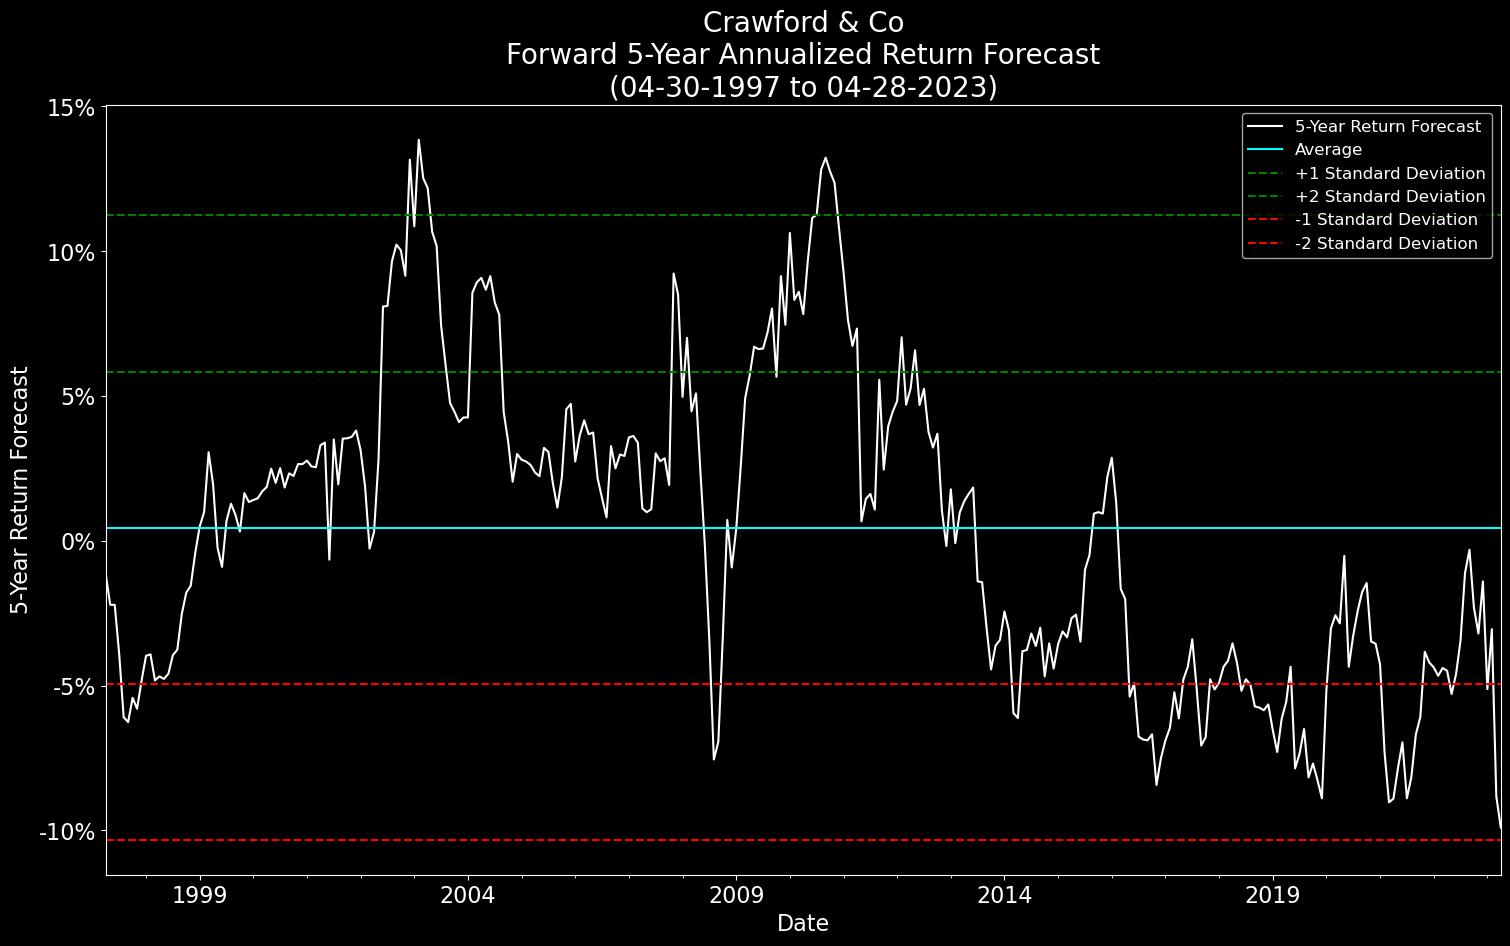 Crawford & Co
Forward 5-Year Annualized Return Forecast
(04-30-1997 to 04-28-2023)
15%
10%
5%
0%
-5%
-10%
5-Year Return Forecast
5-Year Return Forecast
Average
+1 Standard Deviation
+2 Standard Deviation
-1 Standard Deviation
-2 Standard Deviation
1999
2004
2009
2014
2019
Date